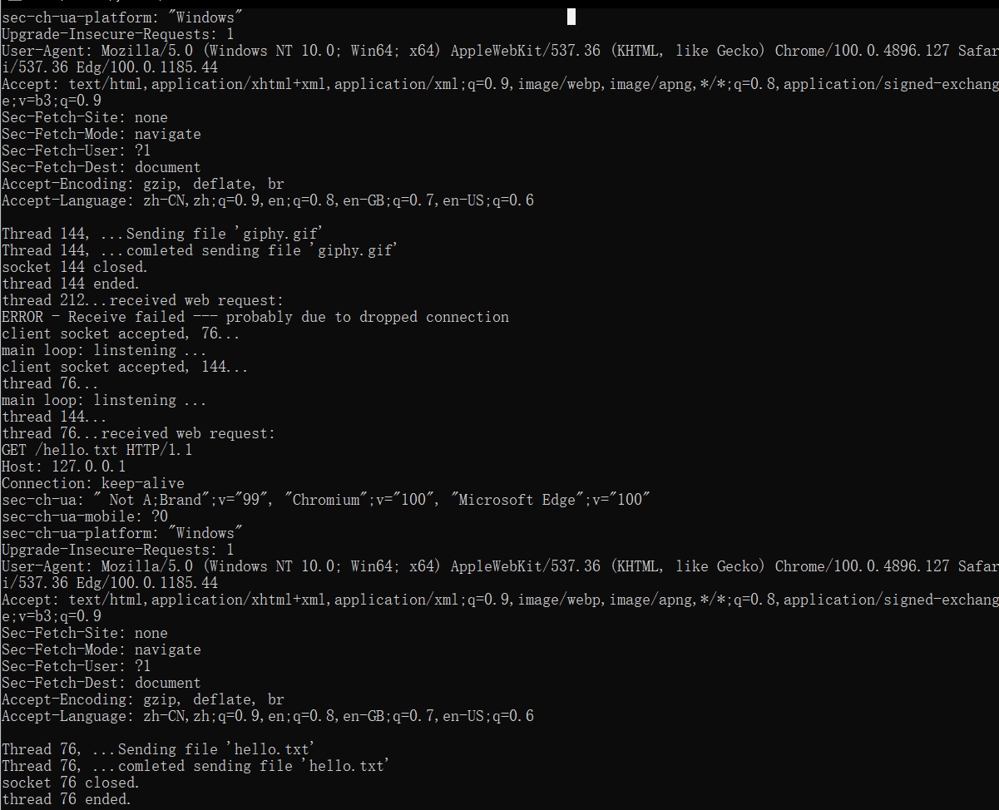 sec-ch-ua-platform: "Windows"
Upgrade-Insecure-Requests: 1
User-Agent: Mozilla/5.0 (Windows NT 10.0; Win64; x64) AppleWebKit/537.36 (KHTML, like Gecko) Chrome/100.0.4896.127 Safar
i/537.36 Edg/100.0.1185.44
Accept: text/html,application/xhtml+xml,application/xml;q=0.9,image/webp,image/apng,*/*;q=0.8,application/signed-exchang
e;v=b3;q=0.9
Sec-Fetch-Site: none
Sec-Fetch-Mode: navigate
Sec-Fetch-User: ?1
Sec-Fetch-Dest: document
Accept-Encoding: gzip, deflate, br
Accept-Language: zh-CN,zh;q=0.9,en;q=0.8,en-GB;q=0.7,en-US;q=0.6

Thread 144, ...Sending file 'giphy.gif'
Thread 144, ...comleted sending file 'giphy.gif'
socket 144 closed.
thread 144 ended.
thread 212...received web request:
ERROR - Receive failed --- probably due to dropped connection
client socket accepted, 76...
main loop: linstening ...
client socket accepted, 144...
thread 76...
main loop: linstening ...
thread 144...
thread 76...received web request:
GET /hello.txt HTTP/1.1
Host: 127.0.0.1
Connection: keep-alive
sec-ch-ua: " Not A;Brand";v="99", "Chromium";v="100", "Microsoft Edge";v="100"
sec-ch-ua-mobile: ?0
sec-ch-ua-platform: "Windows"
Upgrade-Insecure-Requests: 1
User-Agent: Mozilla/5.0 (Windows NT 10.0; Win64; x64) AppleWebKit/537.36 (KHTML, like Gecko) Chrome/100.0.4896.127 Safar
i/537.36 Edg/100.0.1185.44
Accept: text/html,application/xhtml+xml,application/xml;q=0.9,image/webp,image/apng,*/*;q=0.8,application/signed-exchang
e;v=b3;q=0.9
Sec-Fetch-Site: none
Sec-Fetch-Mode: navigate
Sec-Fetch-User: ?1
Sec-Fetch-Dest: document
Accept-Encoding: gzip, deflate, br
Accept-Language: zh-CN,zh;q=0.9,en;q=0.8,en-GB;q=0.7,en-US;q=0.6

Thread 76, ...Sending file 'hello.txt'
Thread 76, ...comleted sending file 'hello.txt'
socket 76 closed.
thread 76 ended.